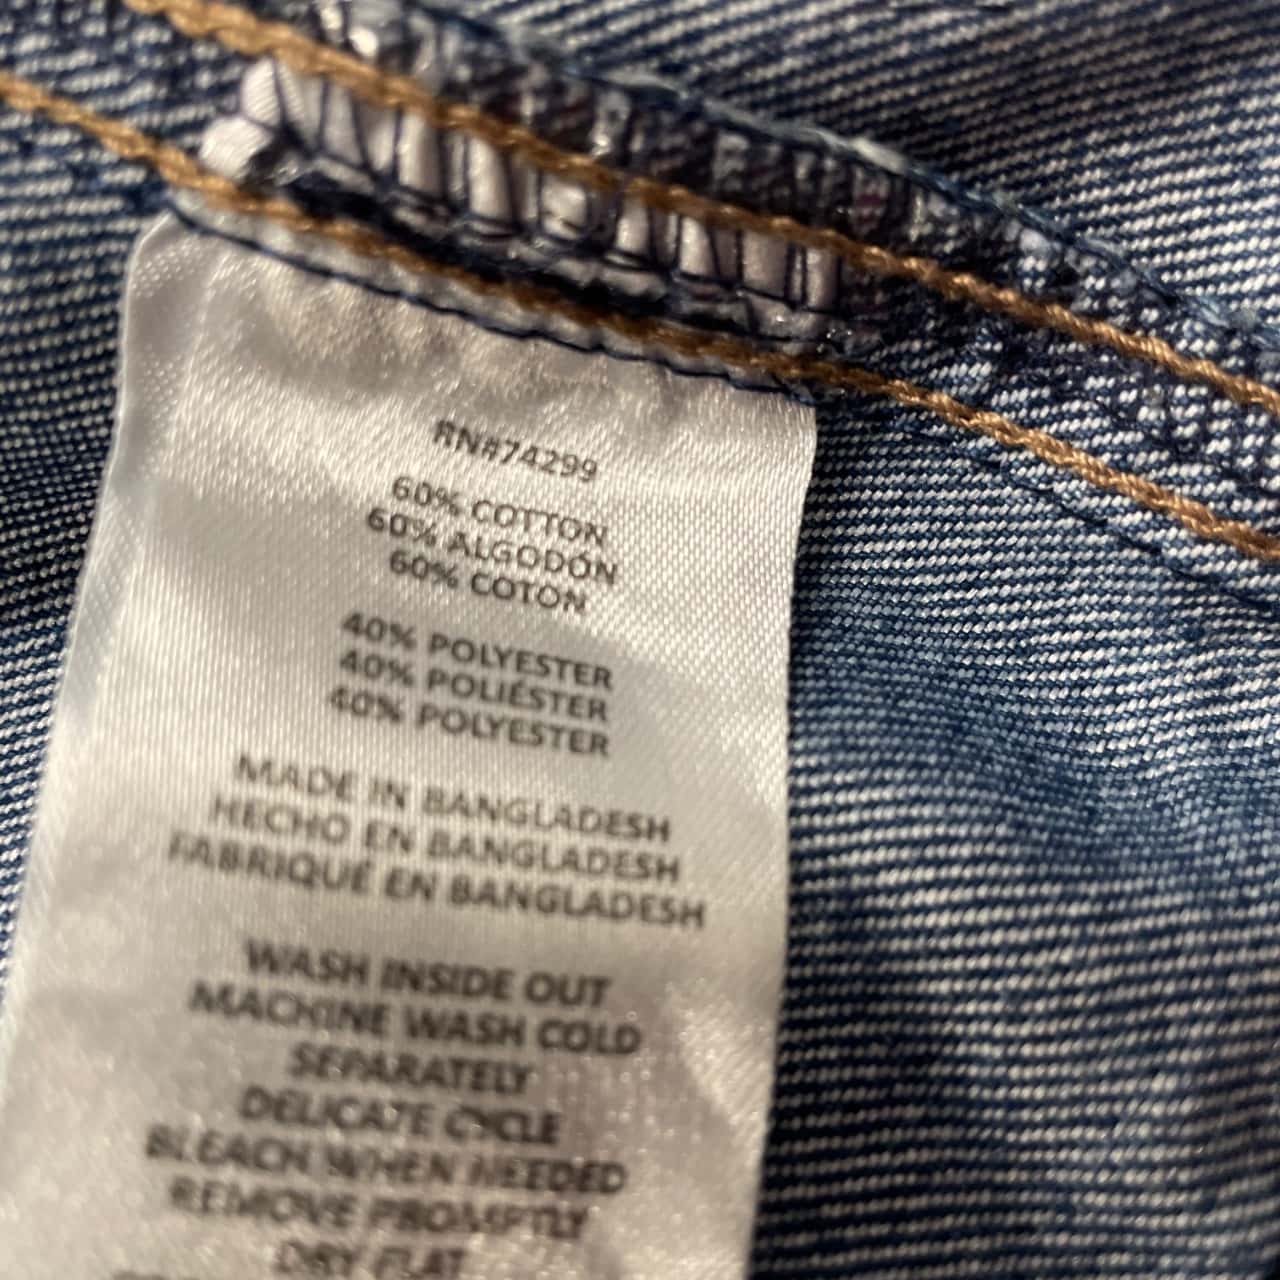 RN#74299
60% COTTON
60% ALGODÓN
60% COTON
40% POLYESTER
40% POLIÉSTER
40% POLYESTER
MADE IN BANGLADESH
HECHO EN BANGLADESH
FABRIQUÉ EN BANGLADESH
WASH INSIDE OUT
MACHINE WASH COLD
SEPARATELY
DELICATE CYCLE
BLEACH WHEN NEEDED
REMOVE PROMPTLY
DRY FLAT